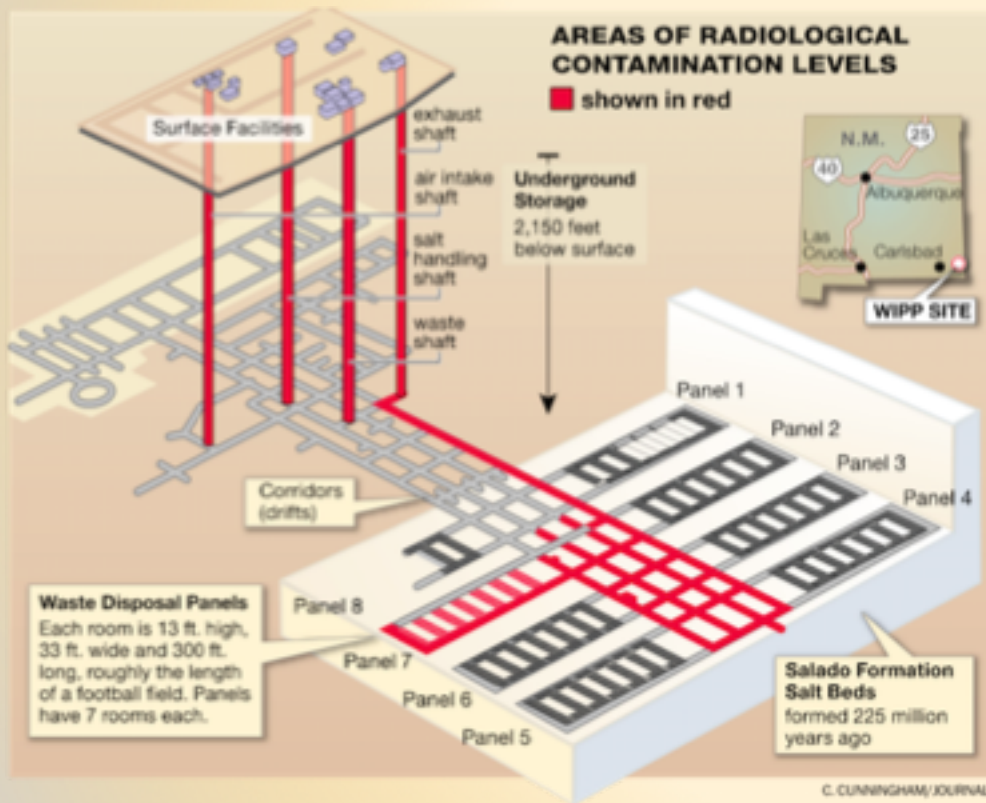 AREAS OF RADIOLOGICAL
CONTAMINATION LEVELS
shown in red
Surface Facilities
exhaust
shaft
air intake
shaft
salt
handling
shaft
waste
shaft
Underground
Storage
2,150 feet
below surface
N.M.
25
40
Albuquerque
Las
Cruces
Carlsbad
WIPP SITE
Panel 1
Panel 2
Panel 3
Panel 4
Corridors
(drifts)
Waste Disposal Panels
Each room is 13 ft. high,
33 ft. wide and 300 ft.
long, roughly the length
of a football field. Panels
have 7 rooms each.
Panel 8
Panel 7
Panel 6
Panel 5
Salado Formation
Salt Beds
formed 225 million
years ago
C. CUNNINGHAM/JOURNAL